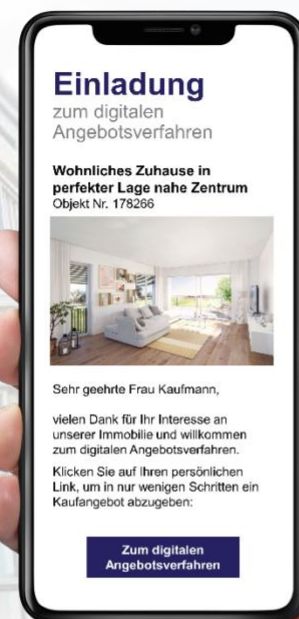 Einladung
zum digitalen
Angebotsverfahren
Wohnliches Zuhause in
perfekter Lage nahe Zentrum
Objekt Nr. 178266
Sehr geehrte Frau Kaufmann,
vielen Dank für Ihr Interesse an
unserer Immobilie und willkommen
zum digitalen Angebotsverfahren.
Klicken Sie auf Ihren persönlichen
Link, um in nur wenigen Schritten ein
Kaufangebot abzugeben:
Zum digitalen
Angebotsverfahren